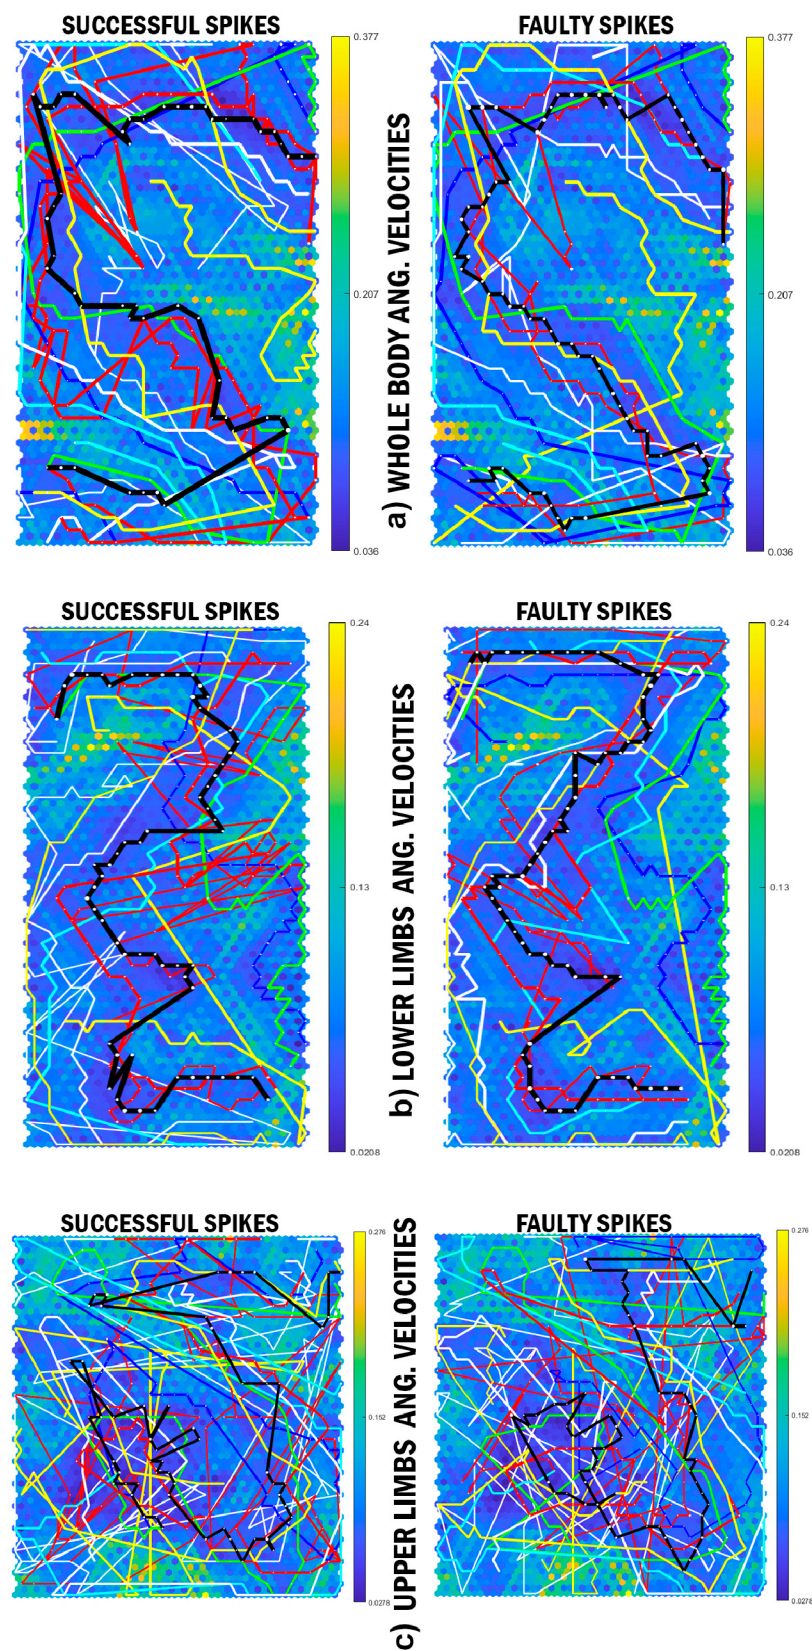 SUCCESSFUL SPIKES
FAULTY SPIKES
0.377
0.207
0.036
a) WHOLE BODY ANG. VELOCITIES
0.377
0.207
0.036
SUCCESSFUL SPIKES
FAULTY SPIKES
0.24
0.13
0.0208
b) LOWER LIMBS  ANG. VELOCITIES
0.24
0.13
0.0208
SUCCESSFUL SPIKES
FAULTY SPIKES
0.276
0.152
0.0278
c) UPPER LIMBS  ANG. VELOCITIES
0.276
0.152
0.0278